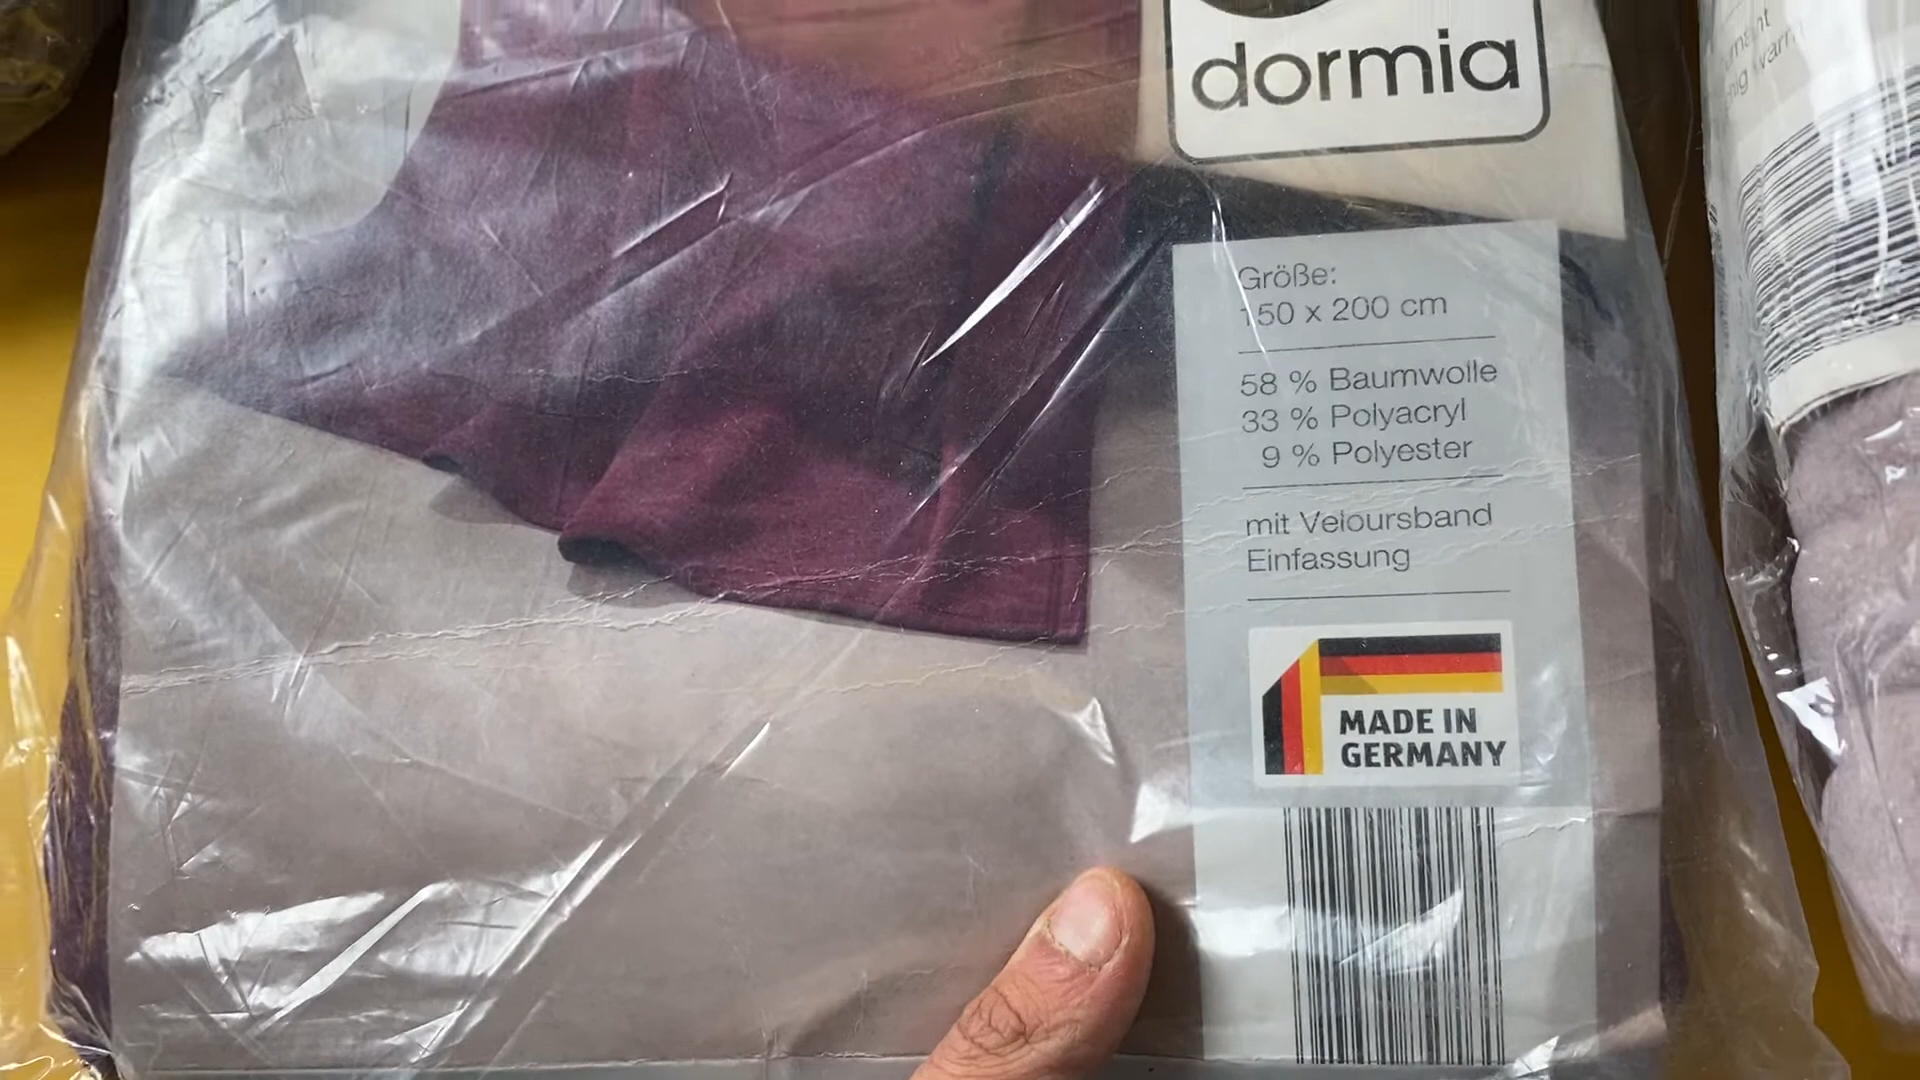 dormia
Größe:
150 x 200 cm
58 % Baumwolle
33 % Polyacryl
9 % Polyester
mit Veloursband
Einfassung
MADE IN
GERMANY